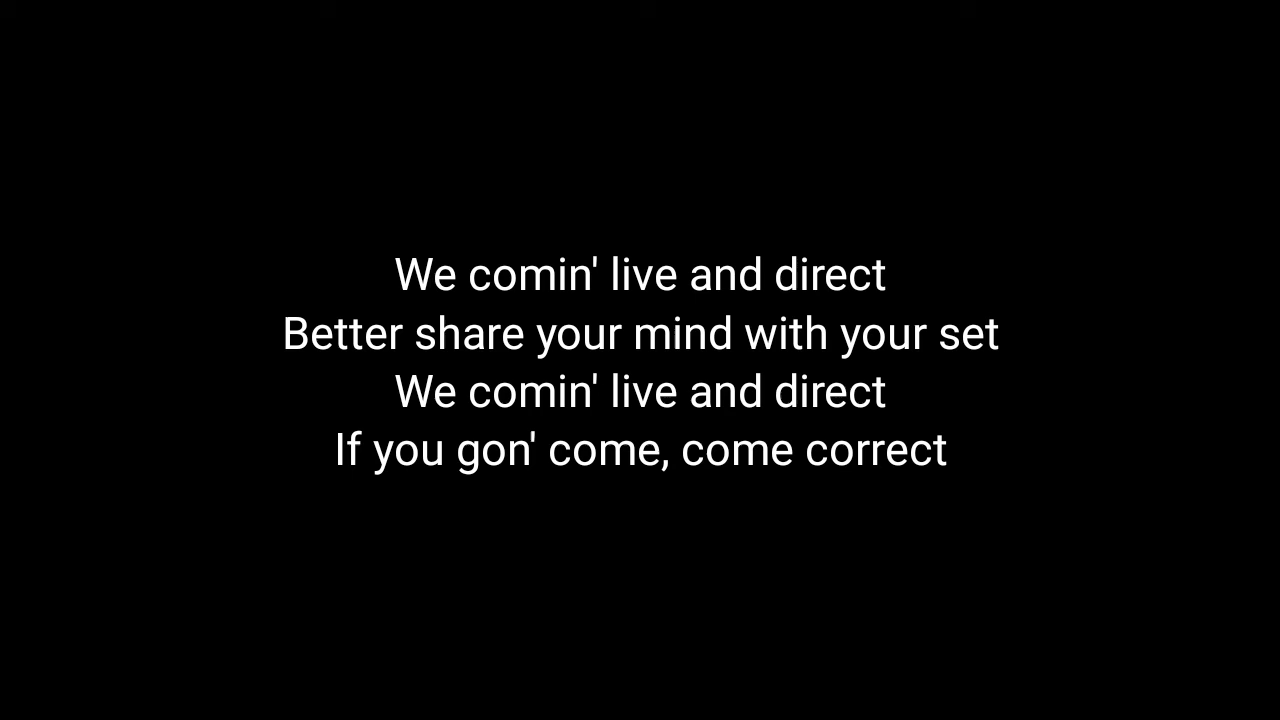 We comin' live and direct
Better share your mind with your set
We comin' live and direct
If you gon' come, come correct